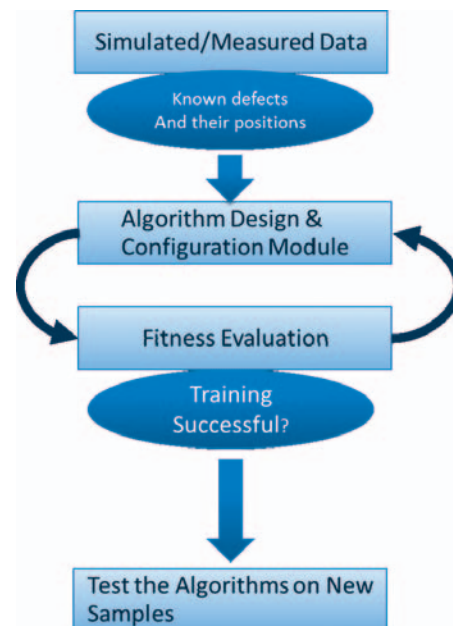 Simulated/Measured Data
Known defects
And their positions
Algorithm Design &
Configuration Module
Fitness Evaluation
Training
Successful?
Test the Algorithms on New
Samples